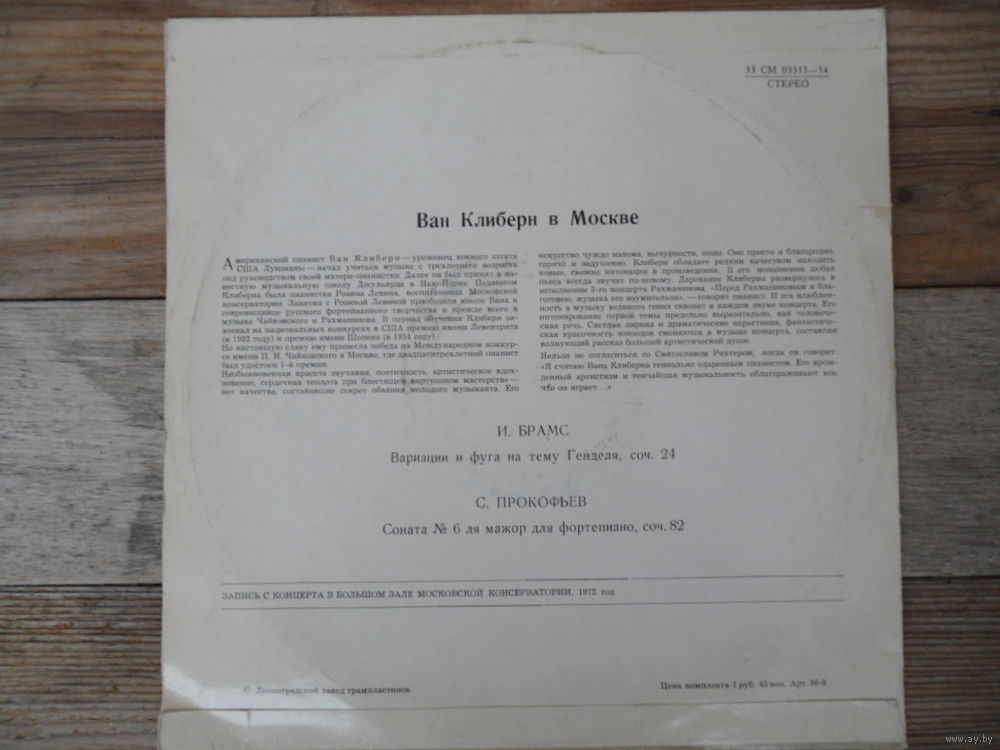 33 СМ 03513—14
СТЕРЕО
Ван Клиберн в Москве
Американский пианист Ван Клиберн — уроженец южного штата
США Луизианы — начал учиться музыке с трехлетнего возраста
под руководством своей матери-пианистки. Далее он был принят в из-
вестную музыкальную школу Джульярда в Нью-Йорке. Педагогом
Клиберна была пианистка Розина Левина, воспитанница Московской
консерватории. Занятия с Розиной Левиной приобщили юного Вана к
сокровищнице русского фортепианного творчества и прежде всего к
музыке Чайковского и Рахманинова. В период обучения Клиберн за-
воевал на национальных конкурсах в США премию имени Левентрита
(в 1952 году) и премию имени Шопена (в 1954 году).
Но настоящую славу ему принесла победа на Международном конкур-
се имени П. И. Чайковского в Москве, где двадцатитрехлетний пианист
был удостоен 1-й премии.
Необыкновенная красота звучания, поэтичность, артистическое вдох-
новение, сердечная теплота при блестящем виртуозном мастерстве —
вот качества, составившие секрет обаяния молодого музыканта. Его
искусство чуждо налома, вычурности, позы. Оно просто и благородно,
горячо и задушевно. Клиберн обладает редким качеством находить
новые, свежие интонации в произведении. В его исполнении любая
пьеса всегда звучит по-новому. Дарование Клиберна развернулось в
исполнении 3-го концерта Рахманинова. «Перед Рахманиновым я бла-
гоговею, музыка его изумительна», — говорит пианист. И эта влюблен-
ность в музыку великого гения сквозит в каждом звуке концерта. Его
интонирование первой темы предельно выразительно, как человече-
ская речь. Светлая лирика и драматические нарастания, фантастиче-
ская красочность эпизодов сменяются в музыке концерта, составляя
волнующий рассказ большой артистической души.
Нельзя не согласиться со Святославом Рихтером, когда он говорит:
«Я считаю Вана Клиберна гениально одаренным пианистом. Его врож-
денный артистизм и тончайшая музыкальность облагораживают все,
что он играет...»
И. БРАМС
Вариации и фуга на тему Генделя, соч. 24
С. ПРОКОФЬЕВ
Соната № 6 ля мажор для фортепиано, соч. 82
ЗАПИСЬ С КОНЦЕРТА В БОЛЬШОМ ЗАЛЕ МОСКОВСКОЙ КОНСЕРВАТОРИИ, 1972 год
© Ленинградский завод грампластинок
Цена комплекта 1 руб. 45 коп. Арт. 36-8
www.ay.by